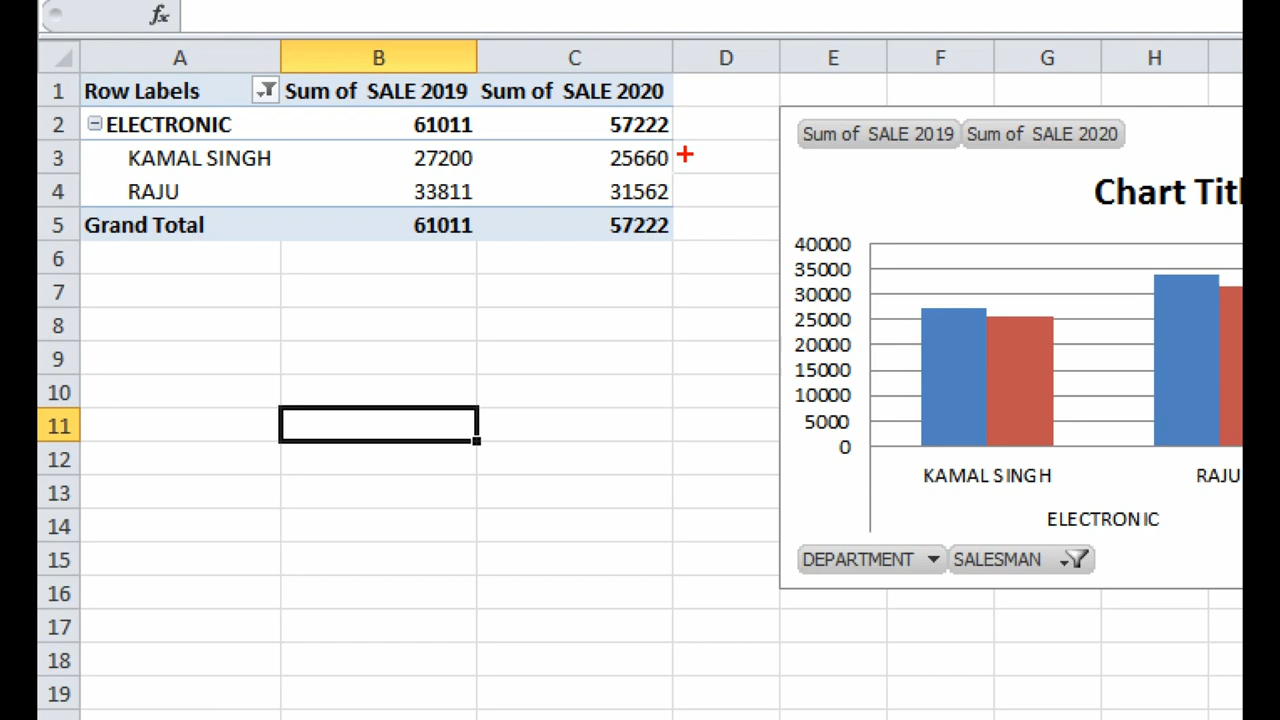 fx
A B C D E F G H
1 Row Labels Sum of SALE 2019 Sum of SALE 2020
2 ELECTRONIC 61011 57222
3 KAMAL SINGH 27200 25660
4 RAJU 33811 31562
5 Grand Total 61011 57222
6
7
8
9
10
11
12
13
14
15
16
17
18
19
Sum of SALE 2019 Sum of SALE 2020
Chart Titl
40000
35000
30000
25000
20000
15000
10000
5000
0
KAMAL SINGH RAJU
ELECTRONIC
DEPARTMENT SALESMAN